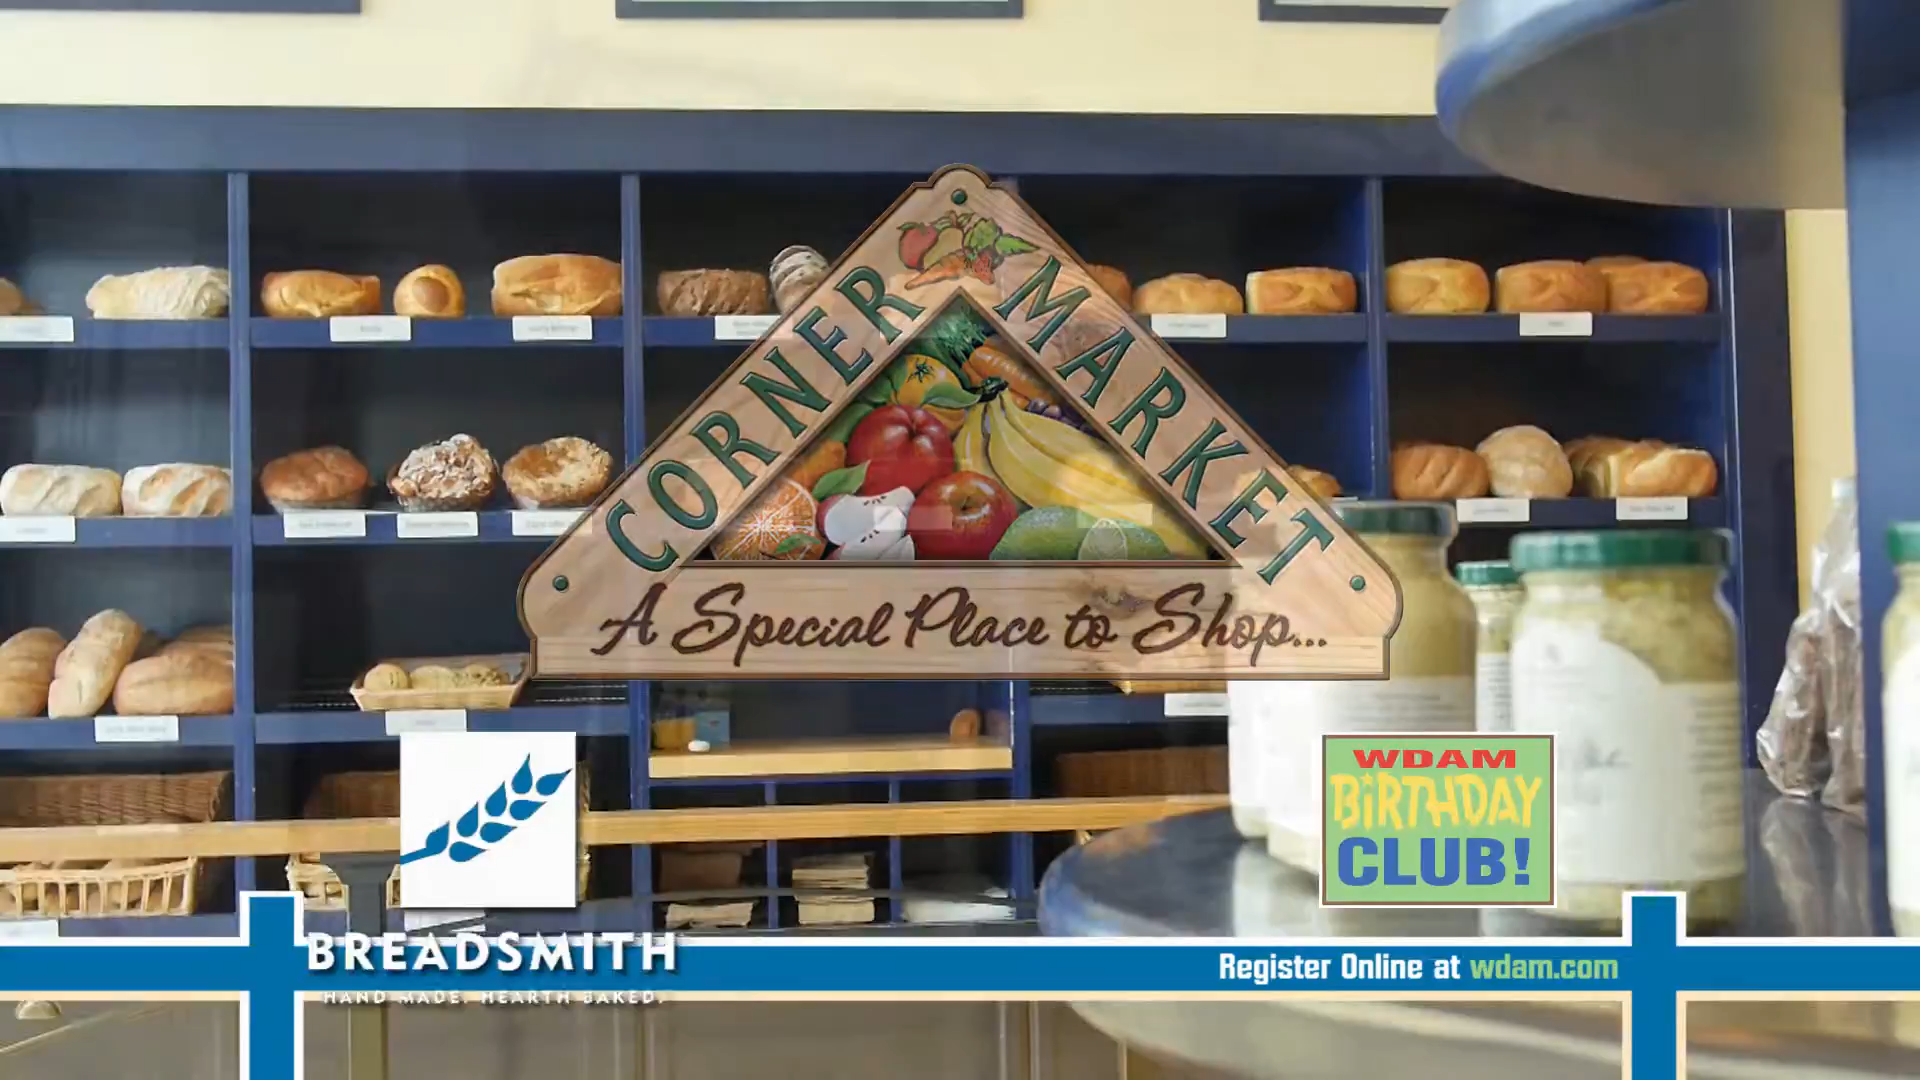 CORNER MARKET
A Special Place to Shop...
WDAM
BIRTHDAY
CLUB!
BREADSMITH
HAND MADE. HEARTH BAKED.
Register Online at wdam.com